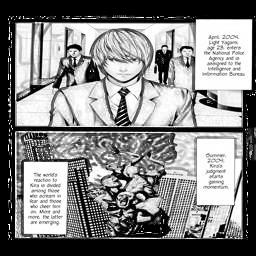 April, 2004.
Light Yagami,
age 23, enters
the National Police
Agency and is
assigned to the
Intelligence and
Information Bureau.
Summer,
2004.
Kira's
judgment
starts
gaining
momentum.
The world's
reaction
to Kira is divided
among those
who scream in
fear and those
who cheer him
on. More and
more, the latter
are emerging.